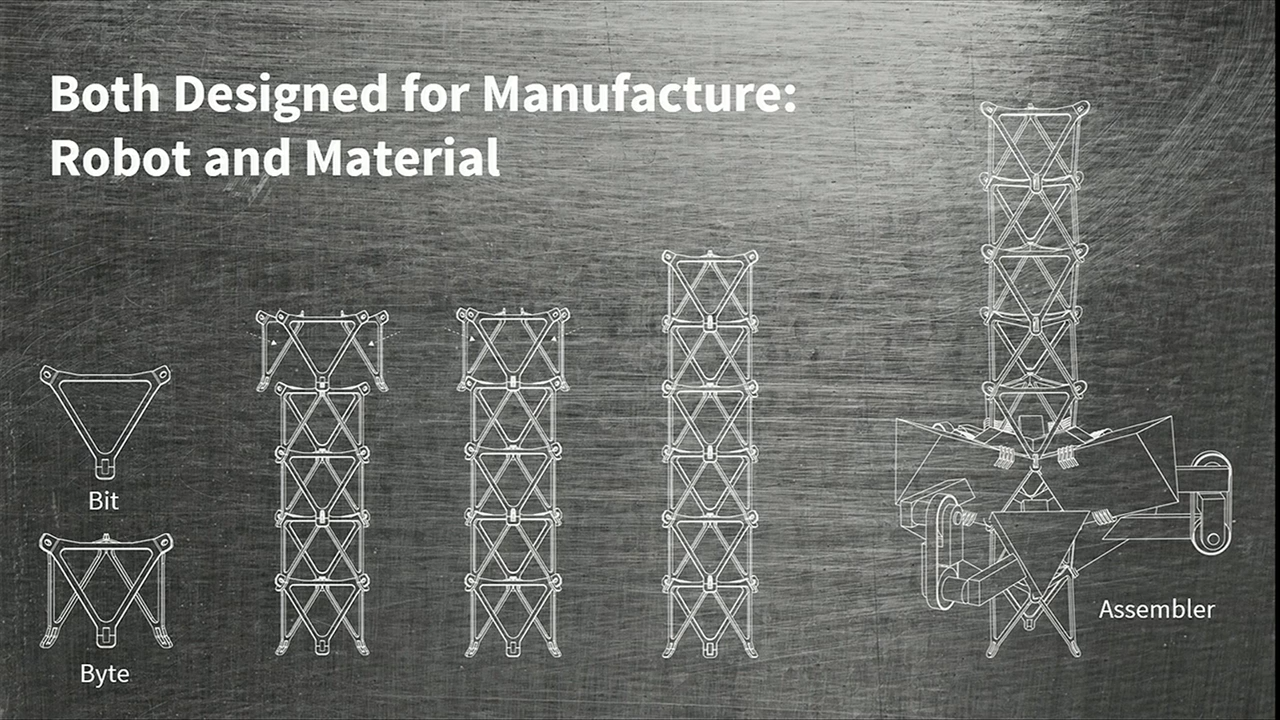 Both Designed for Manufacture:
Robot and Material
Bit
Byte
Assembler